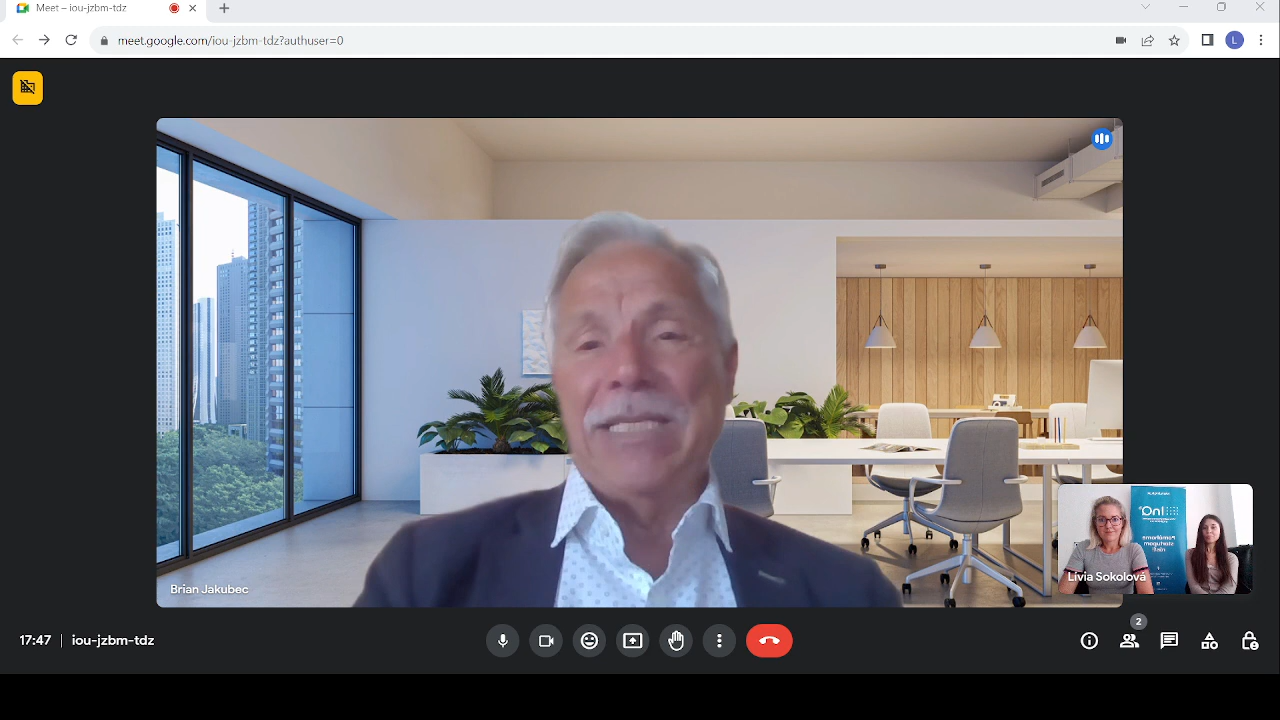 Meet – iou-jzbm-tdz
meet.google.com/iou-jzbm-tdz?authuser=0
L
Brian Jakubec
Lívia Sokolová
17:47
iou-jzbm-tdz
2